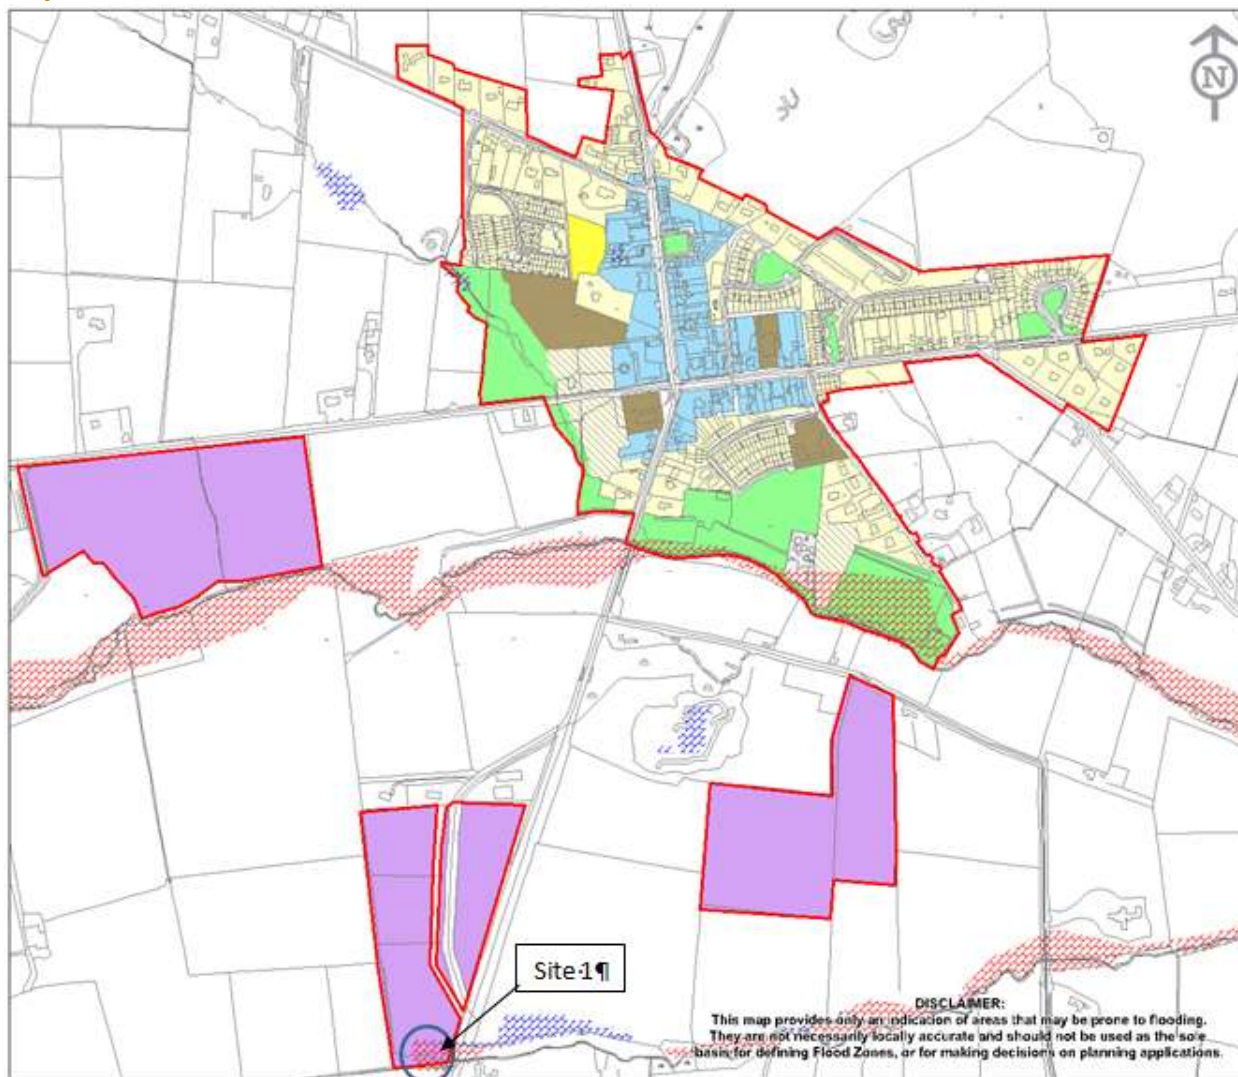 N
Site·1¶
DISCLAIMER:
This map provides only an indication of areas that may be prone to flooding.
They are not necessarily locally accurate and should not be used as the sole
basis for defining Flood Zones, or for making decisions on planning applications.